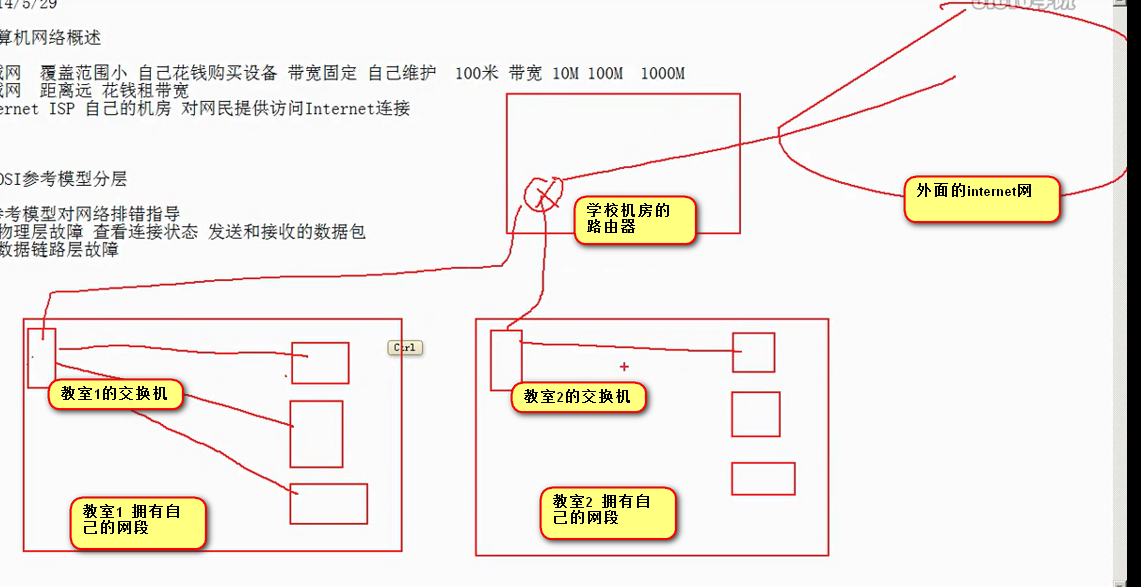 4/5/29
算机网络概述
域网 覆盖范围小 自己花钱购买设备 带宽固定 自己维护 100米 带宽 10M 100M 1000M
域网 距离远 花钱租带宽
ernet ISP 自己的机房 对网民提供访问Internet连接
OSI参考模型分层
参考模型对网络排错指导
物理层故障 查看连接状态 发送和接收的数据包
数据链路层故障
外面的internet网
学校机房的
路由器
Ctrl
教室1的交换机
教室2的交换机
教室1 拥有自
己的网段
教室2 拥有自
己的网段